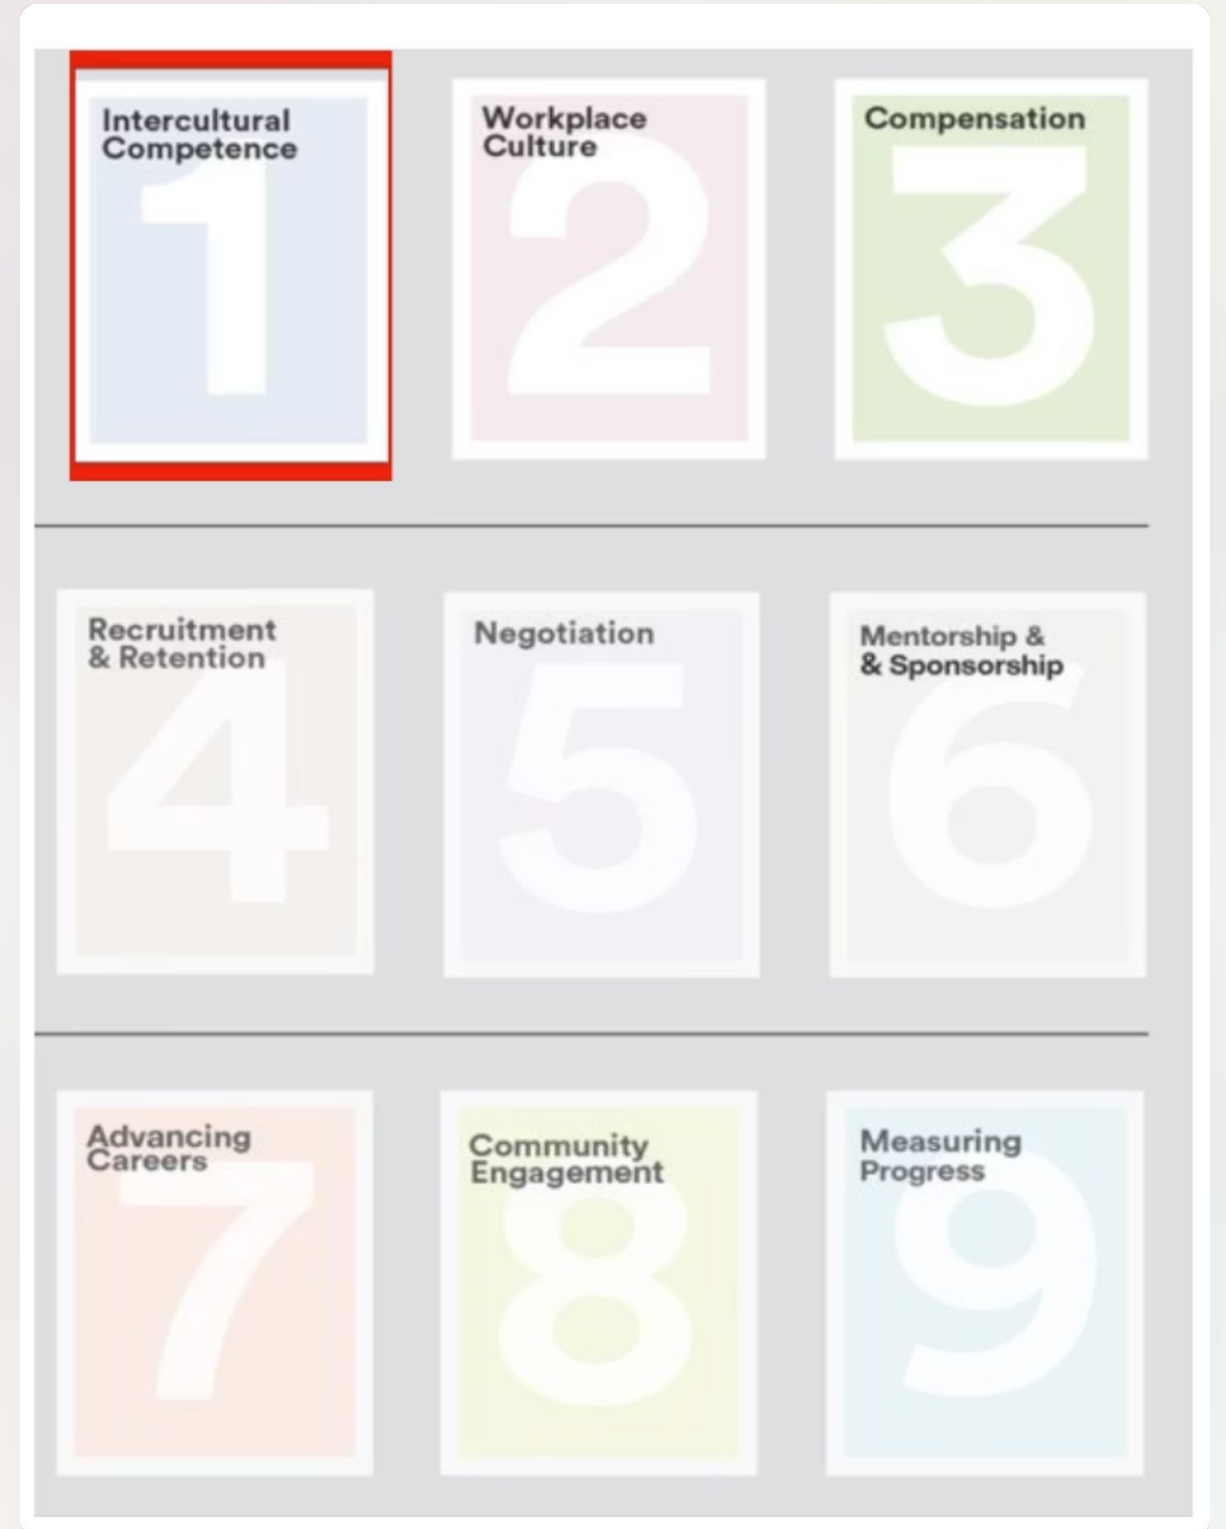 Intercultural
Competence
1
Workplace
Culture
2
Compensation
3
Recruitment
& Retention
4
Negotiation
5
Mentorship &
& Sponsorship
6
Advancing
Careers
7
Community
Engagement
8
Measuring
Progress
9